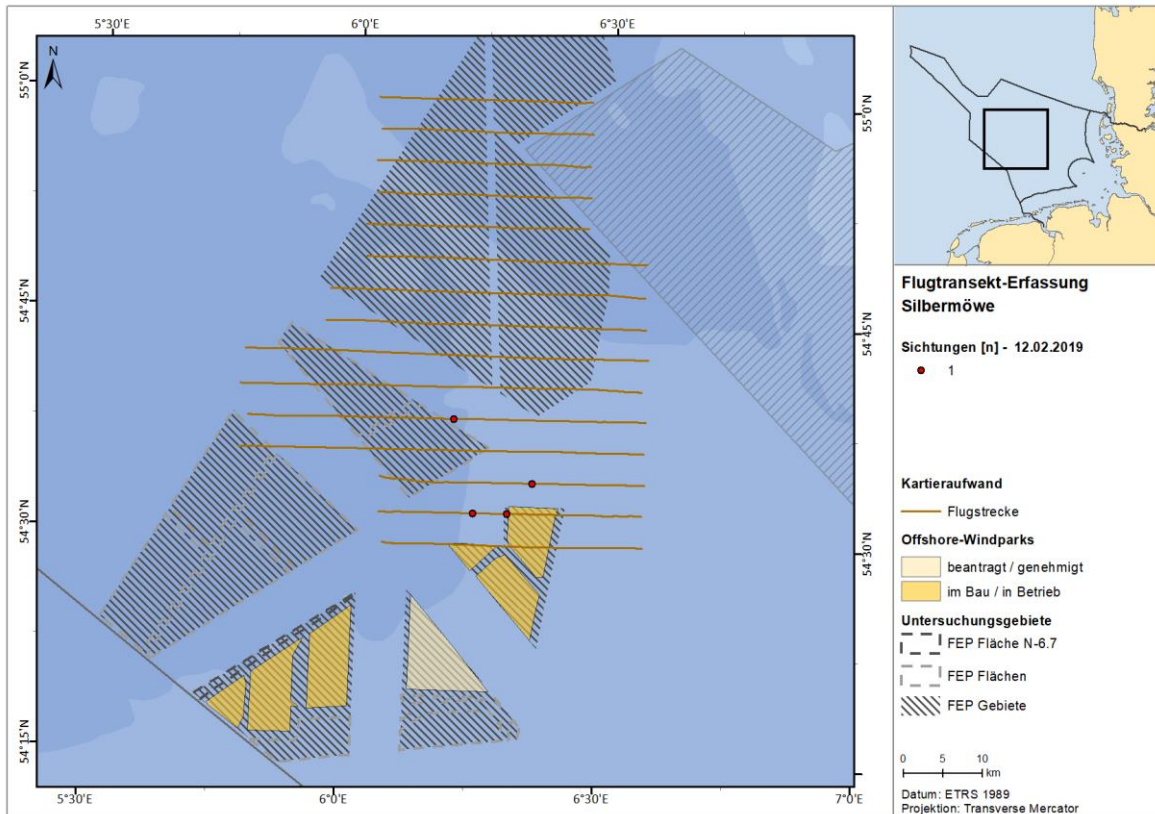 5°30'E
6°0'E
6°30'E
N
55°0'N
54°45'N
54°30'N
54°15'N
55°0'N
54°45'N
54°30'N
5°30'E
6°0'E
6°30'E
7°0'E
Flugtransekt-Erfassung
Silbermöwe
Sichtungen [n] - 12.02.2019
1
Kartieraufwand
Flugstrecke
Offshore-Windparks
beantragt / genehmigt
im Bau / in Betrieb
Untersuchungsgebiete
FEP Fläche N-6.7
FEP Flächen
FEP Gebiete
0 5 10
km
Datum: ETRS 1989
Projektion: Transverse Mercator